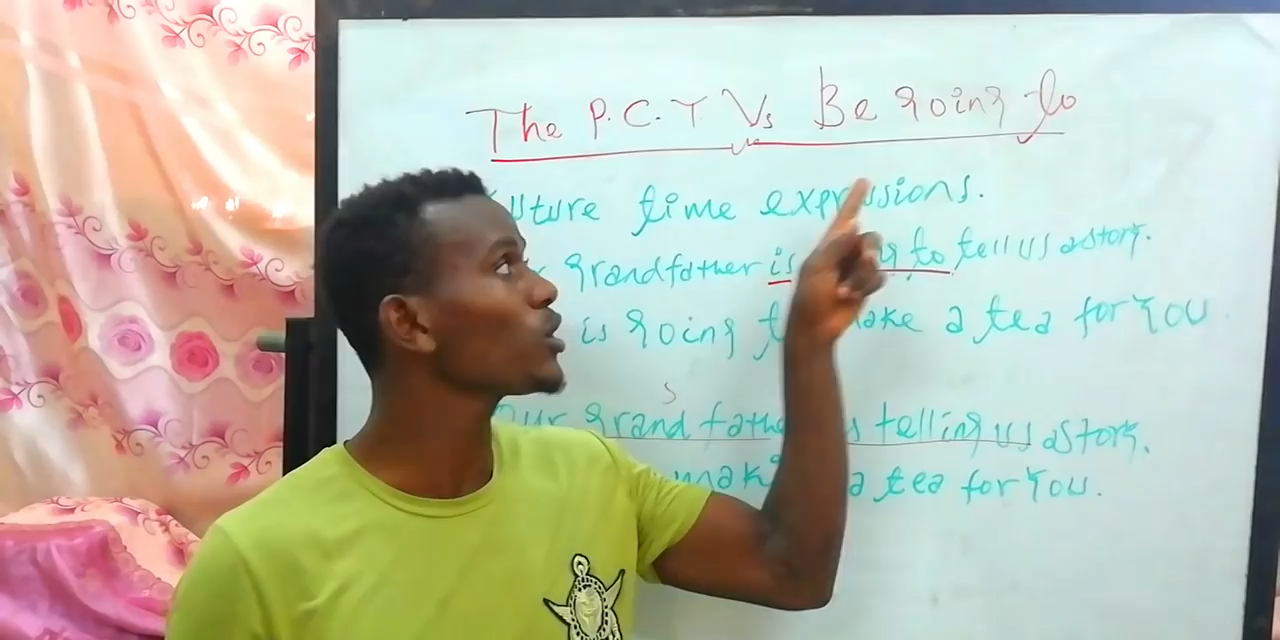 The P.C.T Vs Be going to
uture time expressions.
grandfather is to tell us a story.
is going t make a tea for you.
s
Our grand fathe s telling us a story.
mak a tea for you.